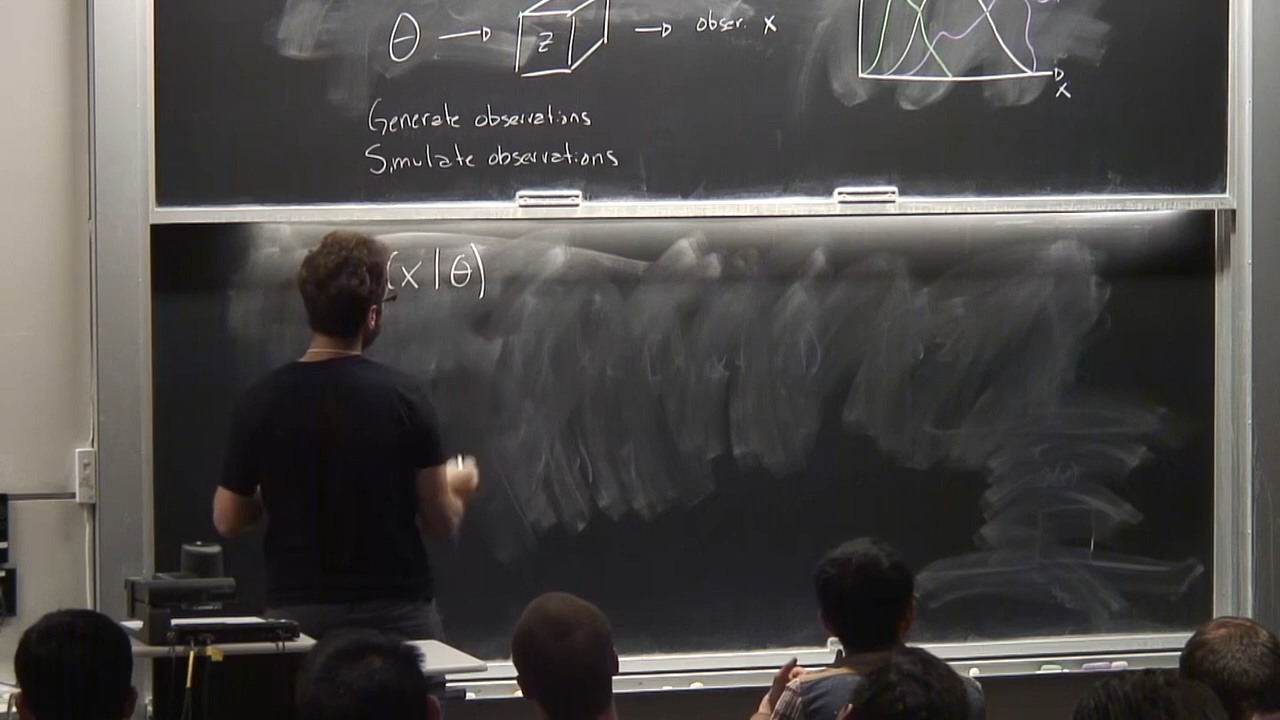 θ → z → obser. x
x
Generate observations
Simulate observations
(x|θ)